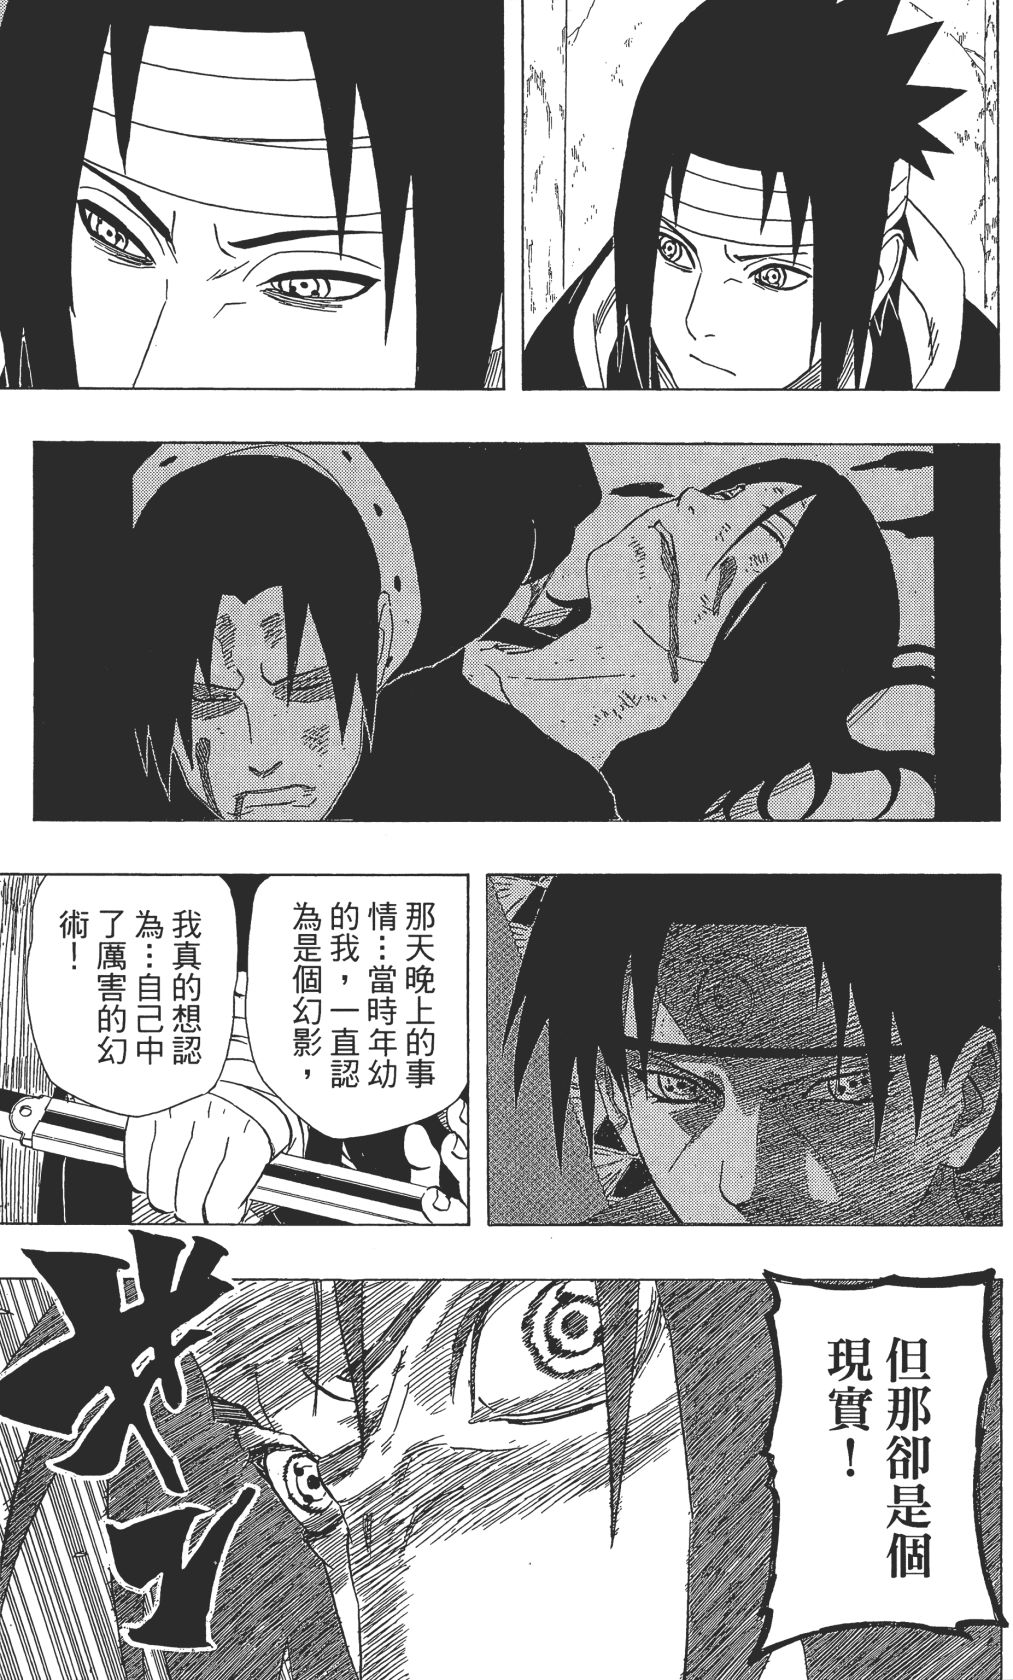 那天晚上的事
情…當時年幼
的我，一直認
為是個幻影，
我真的想認
為…自己中
了厲害的幻
術！
但那卻是個
現實！
ギロ